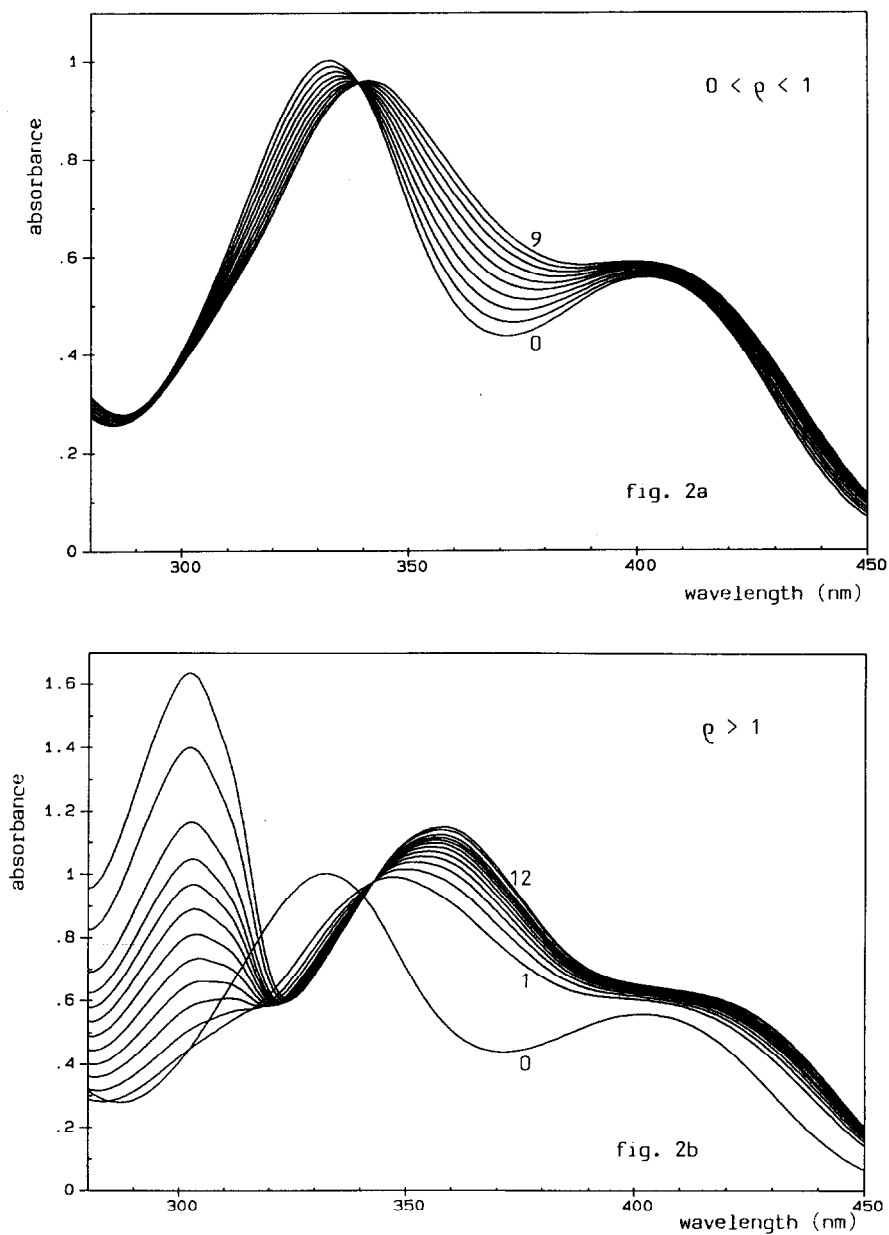 1
.8
.6
.4
.2
0
absorbance
0 < ρ < 1
9
0
fig. 2a
300 350 400 450
wavelength (nm)
1.6
1.4
1.2
1
.8
.6
.4
.2
0
absorbance
ρ > 1
12
1
0
fig. 2b
300 350 400 450
wavelength (nm)